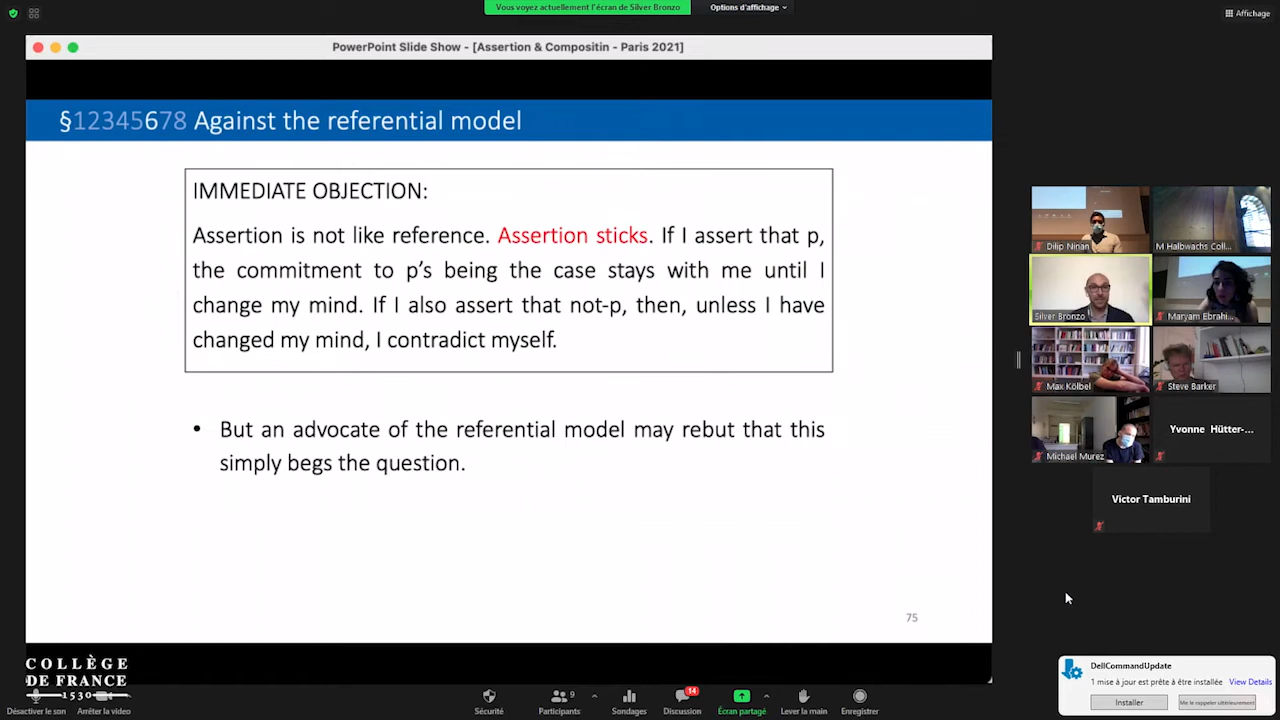 Vous voyez actuellement l'écran de Silver Bronzo
Options d'affichage
Affichage
PowerPoint Slide Show - [Assertion & Compositin - Paris 2021]
§12345678 Against the referential model
IMMEDIATE OBJECTION:
Assertion is not like reference. Assertion sticks. If I assert that p,
the commitment to p's being the case stays with me until I
change my mind. If I also assert that not-p, then, unless I have
changed my mind, I contradict myself.
• But an advocate of the referential model may rebut that this
simply begs the question.
75
Dilip Ninan
M Halbwachs Coll...
Silver Bronzo
Maryam Ebrahi...
Max Kölbel
Steve Barker
Michael Murez
Yvonne Hütter-...
Victor Tamburini
COLLÈGE
DE FRANCE
1530
DellCommandUpdate
1 mise à jour est prête à être installée View Details
Installer
Me le rappeler ultérieurement
Désactiver le son
Arrêter la vidéo
Sécurité
Participants
9
Sondages
Discussion
14
Écran partagé
Lever la main
Enregistrer